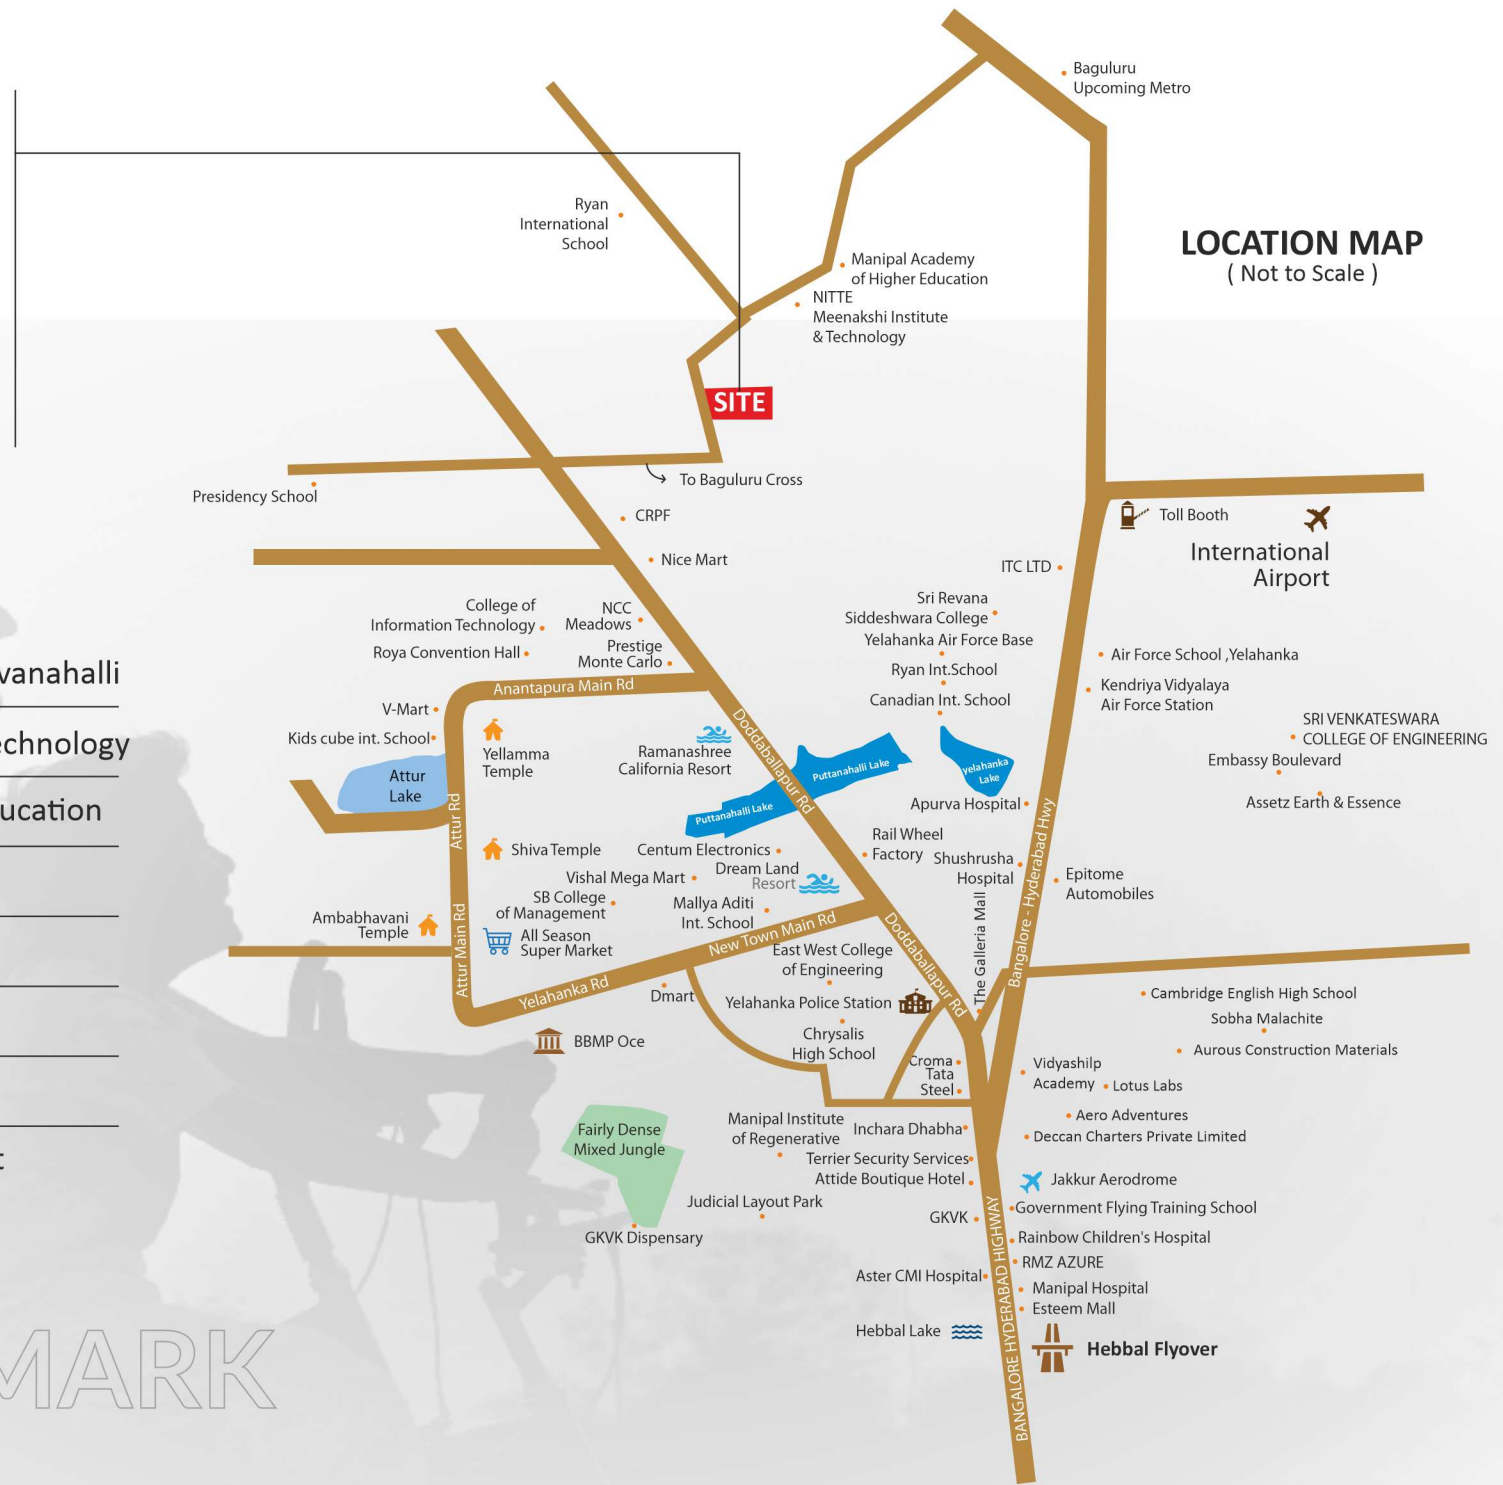 Baguluru
Upcoming Metro
Ryan
International
School
LOCATION MAP
( Not to Scale )
Manipal Academy
of Higher Education
NITTE
Meenakshi Institute
& Technology
SITE
To Baguluru Cross
Presidency School
CRPF
Toll Booth
International
Airport
Nice Mart
ITC LTD
College of
Information Technology
NCC
Meadows
Sri Revana
Siddeshwara College
Roya Convention Hall
Prestige
Monte Carlo
Yelahanka Air Force Base
Ryan Int.School
Canadian Int. School
Air Force School ,Yelahanka
Kendriya Vidyalaya
Air Force Station
vanahalli
Anantapura Main Rd
V-Mart
Kids cube int. School
Yellamma
Temple
Doddaballapur Rd
SRI VENKATESWARA
COLLEGE OF ENGINEERING
Embassy Boulevard
Assetz Earth & Essence
echnology
Attur
Lake
Ramanashree
California Resort
Puttanahalli Lake
Puttanahalli Lake
yelahanka
Lake
Apurva Hospital
ucation
Attur Rd
Shiva Temple
Centum Electronics
Rail Wheel
Factory
Shushrusha
Hospital
Bangalore - Hyderabad Hwy
Epitome
Automobiles
Vishal Mega Mart
Dream Land
Resort
SB College
of Management
Mallya Aditi
Int. School
Ambabhavani
Temple
Attur Main Rd
All Season
Super Market
New Town Main Rd
Doddaballapur Rd
The Galleria Mall
East West College
of Engineering
Yelahanka Rd
Dmart
Yelahanka Police Station
Cambridge English High School
Sobha Malachite
Aurous Construction Materials
BBMP Oce
Chrysalis
High School
Croma
Tata
Steel
Vidyashilp
Academy
Lotus Labs
Aero Adventures
Deccan Charters Private Limited
Fairly Dense
Mixed Jungle
Manipal Institute
of Regenerative
Inchara Dhabha
Terrier Security Services
Attide Boutique Hotel
t
Jakkur Aerodrome
Judicial Layout Park
GKVK
Government Flying Training School
GKVK Dispensary
Rainbow Children's Hospital
RMZ AZURE
Aster CMI Hospital
Manipal Hospital
Esteem Mall
BANGALORE HYDERABAD HIGHWAY
Hebbal Lake
Hebbal Flyover
MARK